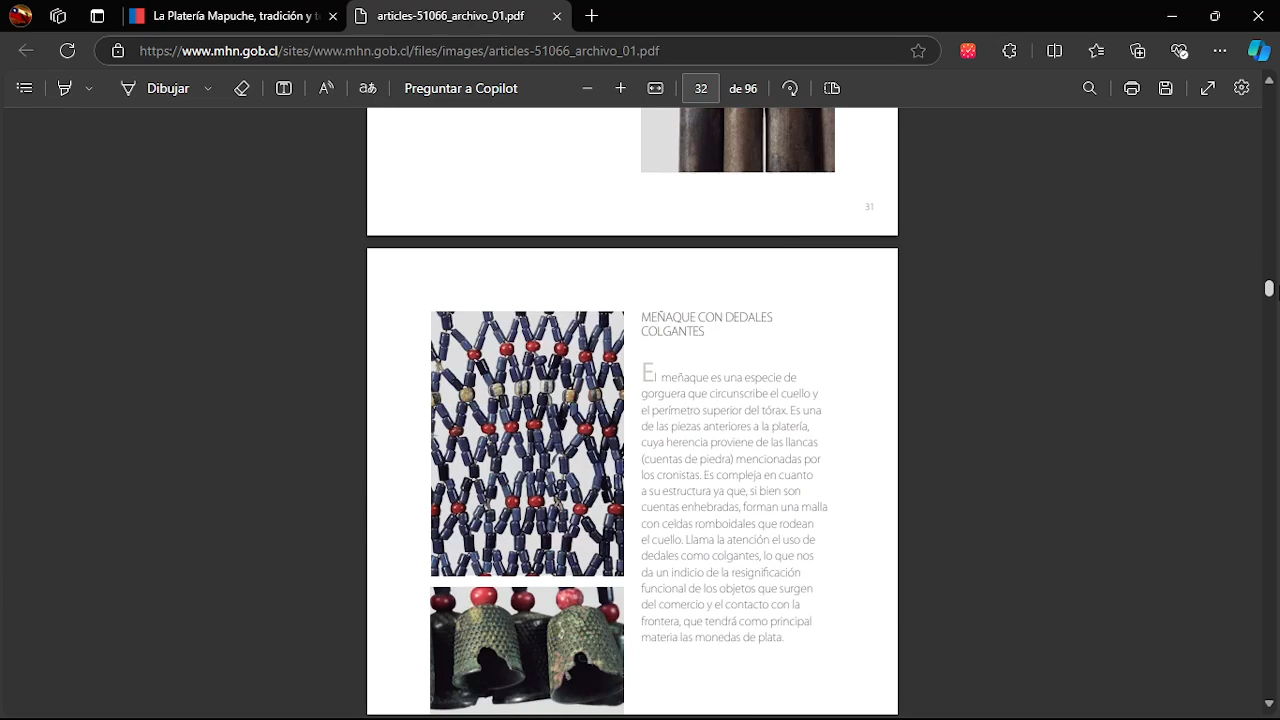 La Platería Mapuche, tradición y t
articles-51066_archivo_01.pdf
https://www.mhn.gob.cl/sites/www.mhn.gob.cl/files/images/articles-51066_archivo_01.pdf
Dibujar
Preguntar a Copilot
32 de 96
31
MEÑAQUE CON DEDALES
COLGANTES
El meñaque es una especie de
gorguera que circunscribe el cuello y
el perímetro superior del tórax. Es una
de las piezas anteriores a la platería,
cuya herencia proviene de las llancas
(cuentas de piedra) mencionadas por
los cronistas. Es compleja en cuanto
a su estructura ya que, si bien son
cuentas enhebradas, forman una malla
con celdas romboidales que rodean
el cuello. Llama la atención el uso de
dedales como colgantes, lo que nos
da un indicio de la resignificación
funcional de los objetos que surgen
del comercio y el contacto con la
frontera, que tendrá como principal
materia las monedas de plata.